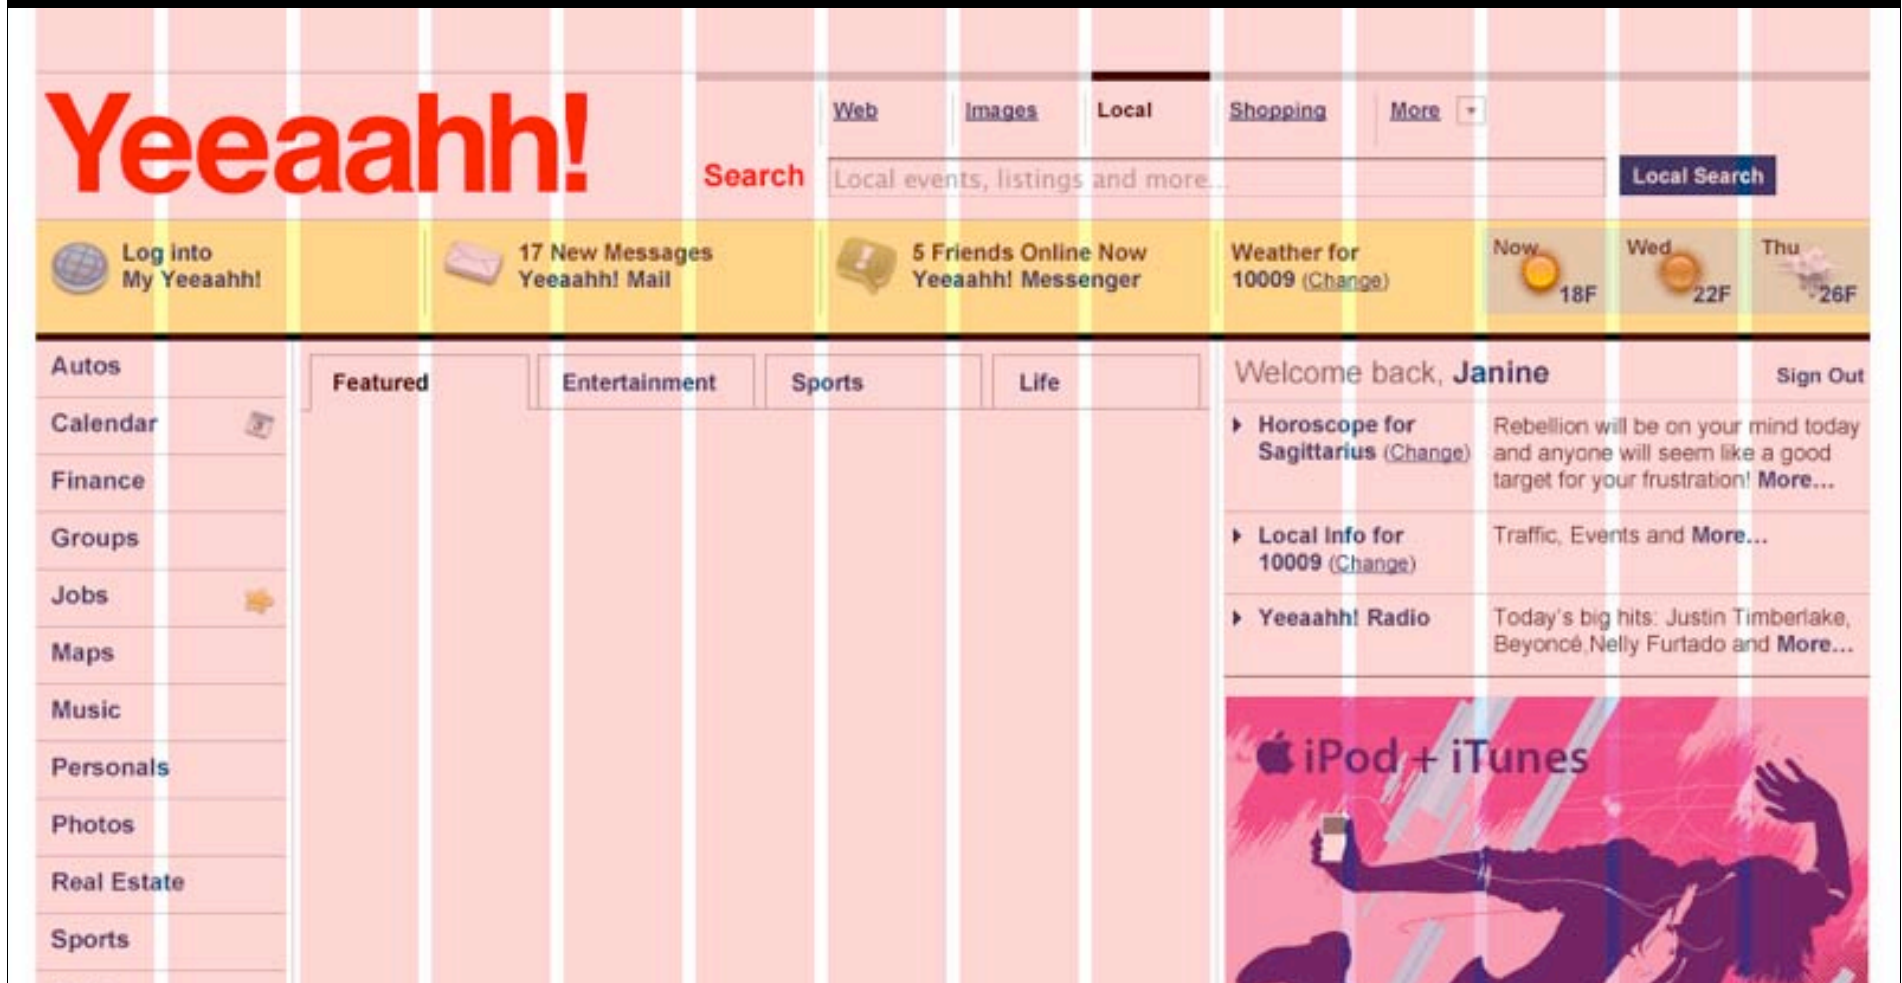 Yeeaahh!
Web Images Local Shopping More
Search Local events, listings and more... Local Search
Log into
My Yeeaahh!
17 New Messages
Yeeaahh! Mail
5 Friends Online Now
Yeeaahh! Messenger
Weather for
10009 (Change)
Now 18F
Wed 22F
Thu -26F
Autos
Calendar
Finance
Groups
Jobs
Maps
Music
Personals
Photos
Real Estate
Sports
Featured Entertainment Sports Life
Welcome back, Janine Sign Out
Horoscope for
Sagittarius (Change)
Rebellion will be on your mind today
and anyone will seem like a good
target for your frustration! More...
Local Info for
10009 (Change)
Traffic, Events and More...
Yeeaahh! Radio
Today's big hits: Justin Timberlake,
Beyoncé,Nelly Furtado and More...
iPod + iTunes